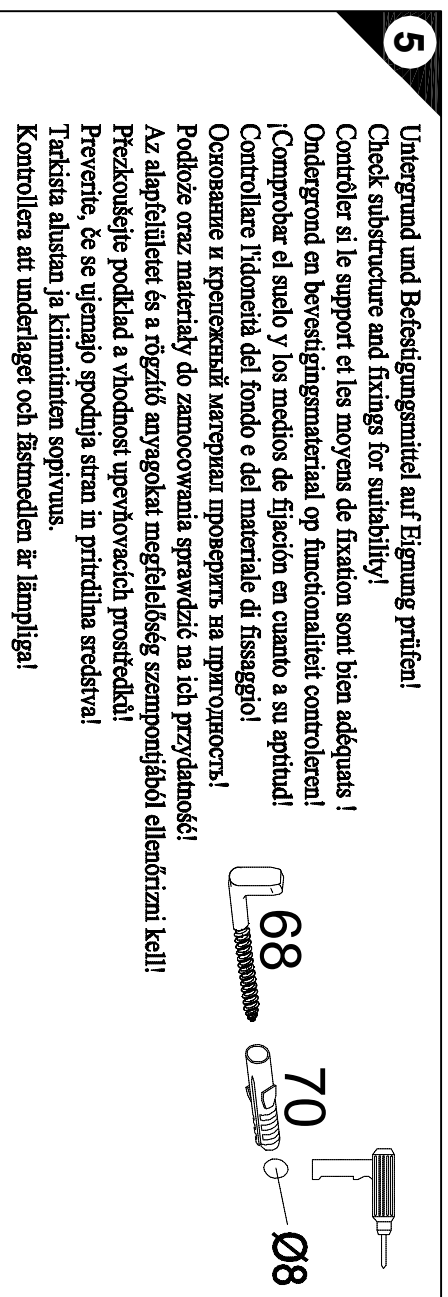 5
Untergrund und Befestigungsmittel auf Eignung prüfen!
Check substructure and fixings for suitability!
Contrôler si le support et les moyens de fixation sont bien adéquats !
Ondergrond en bevestigingsmateriaal op functionaliteit controleren!
¡Comprobar el suelo y los medios de fijación en cuanto a su aptitud!
Controllare l'idoneità del fondo e del materiale di fissaggio!
Основание и крепежный материал проверить на пригодность!
Podłoże oraz materiały do zamocowania sprawdzić na ich przydatność!
Az alapfelületet és a rögzítő anyagokat megfelelőség szempontjából ellenőrizni kell!
Přezkoušejte podklad a vhodnost upevňovacích prostředků!
Preverite, če se ujemajo spodnja stran in pritrdilna sredstva!
Tarkista alustan ja kiinnitinten sopivuus.
Kontrollera att underlaget och fästmedlen är lämpliga!
68
70
Ø8